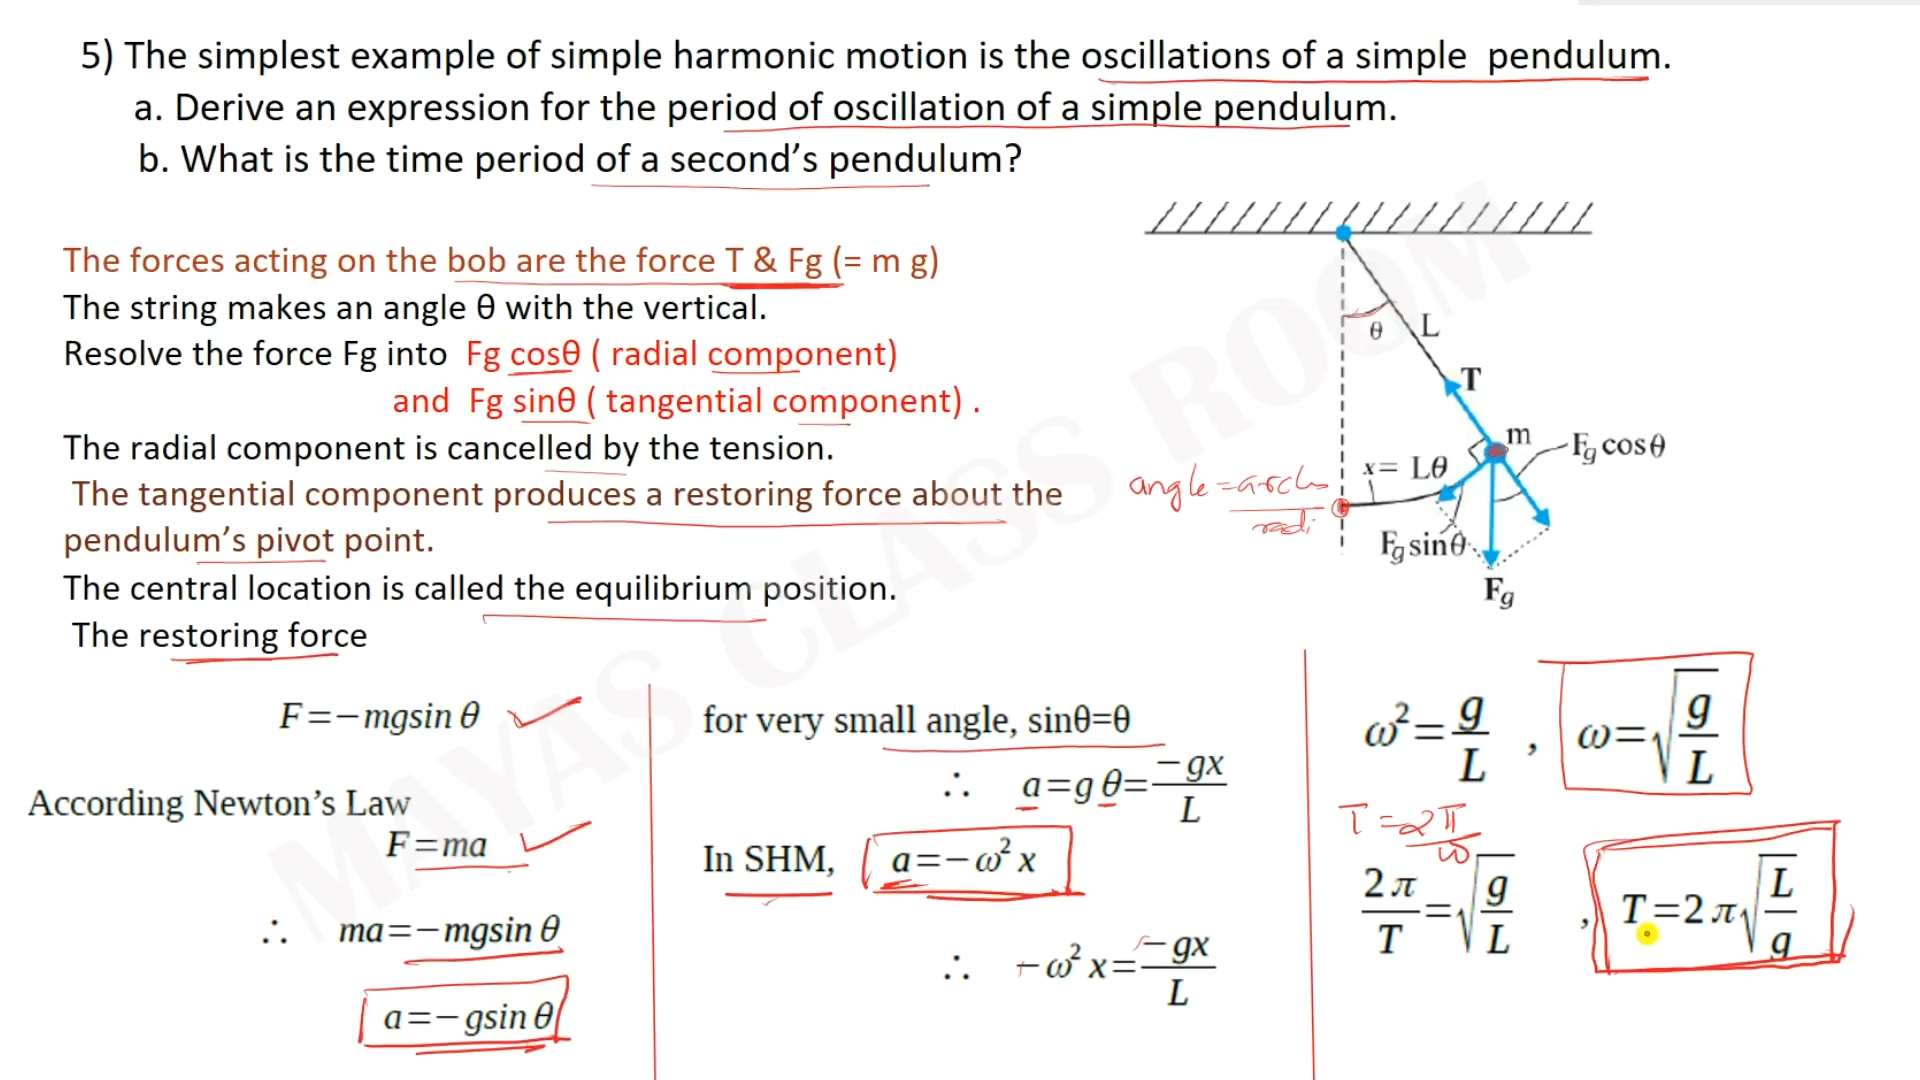 5) The simplest example of simple harmonic motion is the oscillations of a simple pendulum.
a. Derive an expression for the period of oscillation of a simple pendulum.
b. What is the time period of a second’s pendulum?
The forces acting on the bob are the force T & Fg (= m g)
The string makes an angle θ with the vertical.
Resolve the force Fg into Fg cosθ ( radial component)
and Fg sinθ ( tangential component) .
The radial component is cancelled by the tension.
The tangential component produces a restoring force about the
pendulum’s pivot point.
The central location is called the equilibrium position.
The restoring force
θ
L
T
m
Fg cosθ
x= Lθ
Fg sinθ
Fg
angle =
F=−mgsin θ
According Newton’s Law
F=ma
∴ ma=−mgsin θ
a=−gsin θ
for very small angle, sinθ=θ
∴ a=g θ=−gx/L
In SHM, a=−ω² x
∴ −ω² x=−gx/L
ω²=g/L , ω=√g/L
T=2π/ω
2π/T=√g/L , T=2π√L/g
MAYAS CLASS ROOM